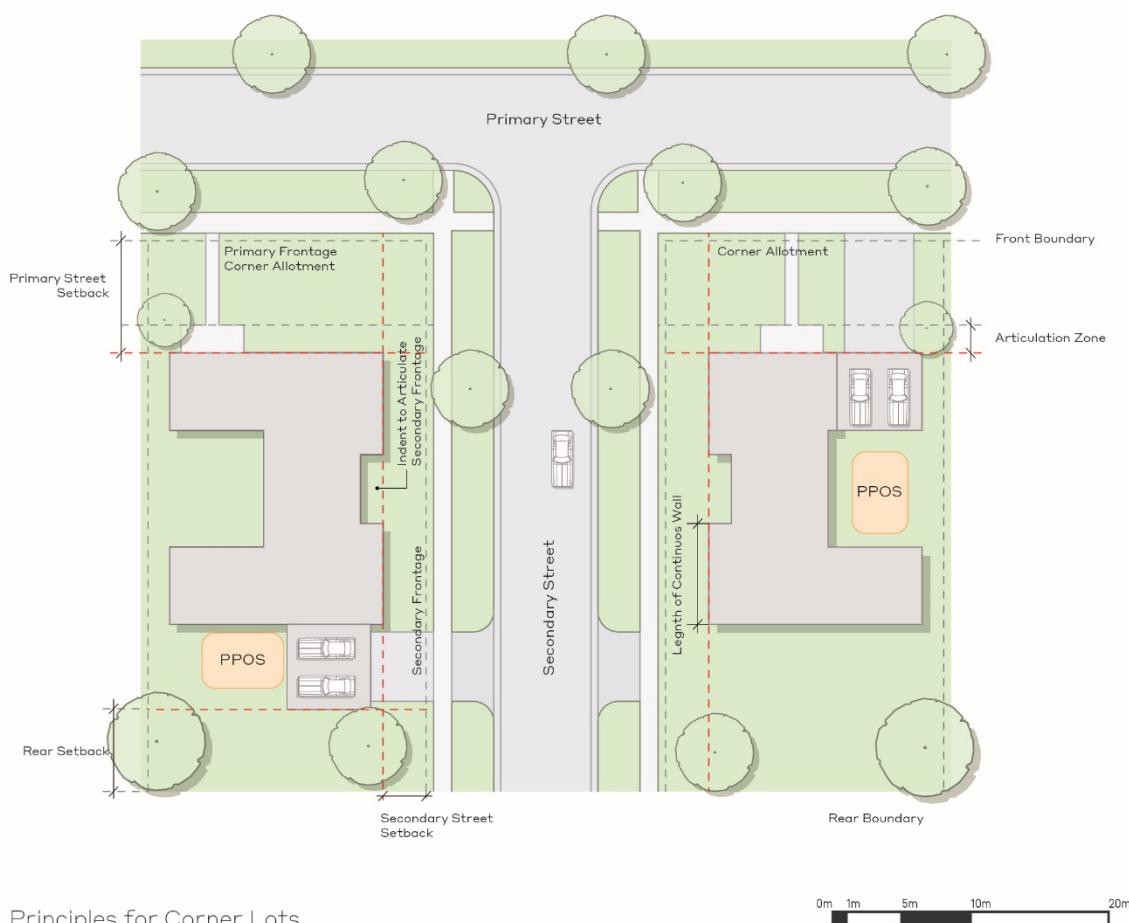 Primary Street
Primary Frontage
Corner Allotment
Corner Allotment
Front Boundary
Primary Street
Setback
Articulation Zone
Indent to Articulate
Secondary Frontage
PPOS
Legnth of Continuos Wall
Secondary Frontage
Secondary Street
PPOS
Rear Setback
Secondary Street
Setback
Rear Boundary
Principles for Corner Lots
0m 1m 5m 10m 20m